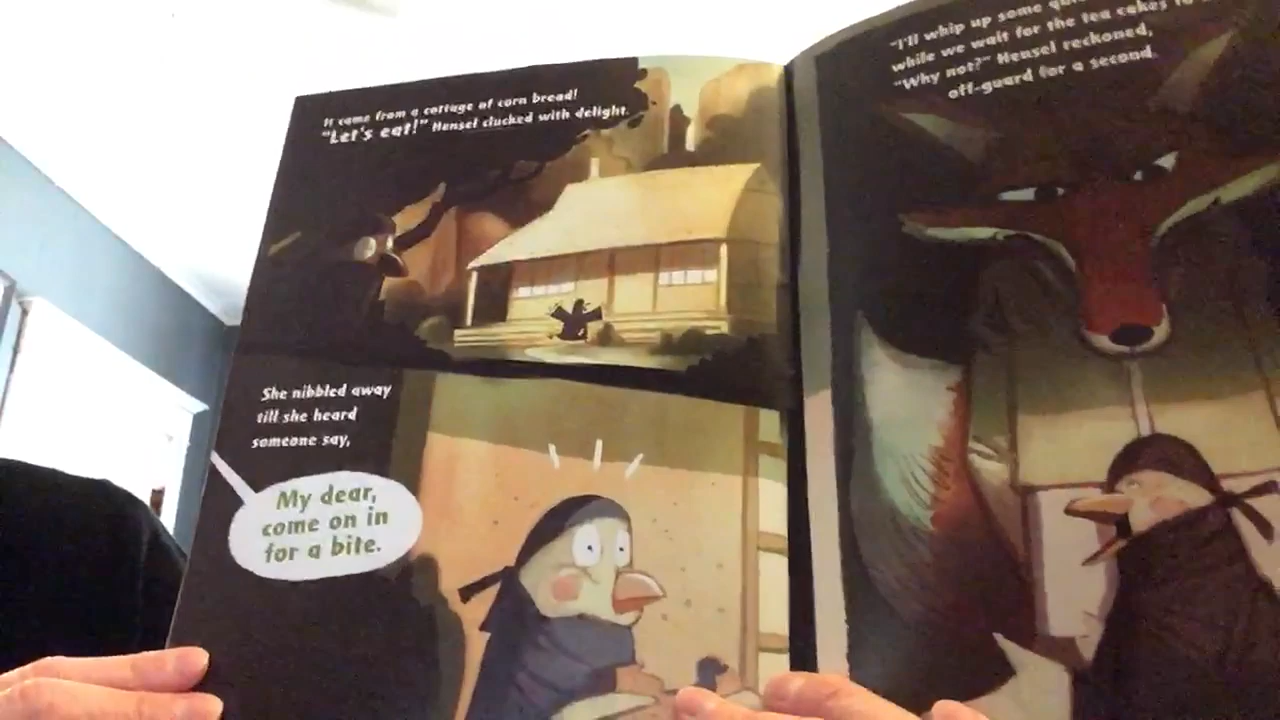 It came from a cottage of corn bread!
"Let's eat!" Hensel clucked with delight.
She nibbled away
till she heard
someone say,
My dear,
come on in
for a bite.
"I'll whip up some
while we wait for the tea cakes
"Why not?" Hensel reckoned,
off-guard for a second.